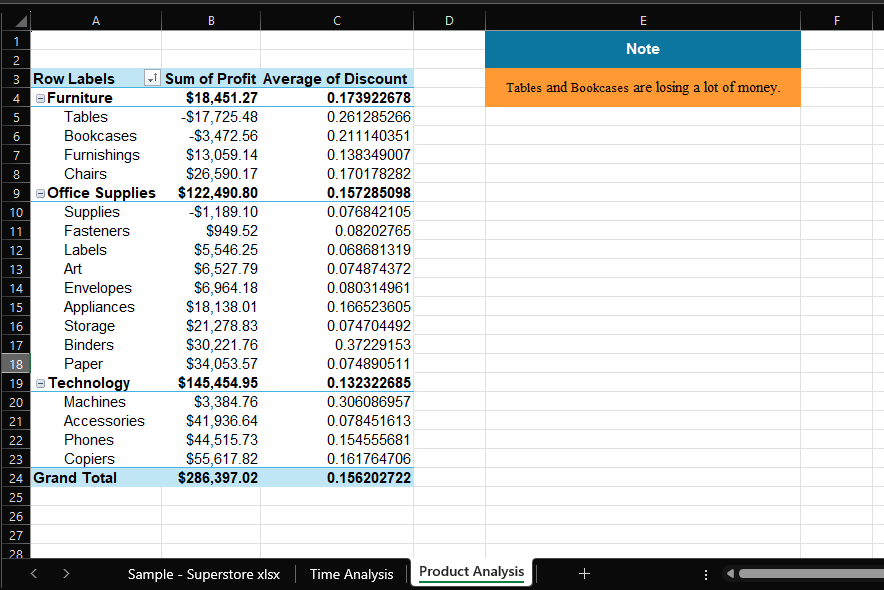 A B C D E F
1 Note
2
3 Row Labels Sum of Profit Average of Discount
4 Furniture $18,451.27 0.173922678 Tables and Bookcases are losing a lot of money.
5 Tables -$17,725.48 0.261285266
6 Bookcases -$3,472.56 0.211140351
7 Furnishings $13,059.14 0.138349007
8 Chairs $26,590.17 0.170178282
9 Office Supplies $122,490.80 0.157285098
10 Supplies -$1,189.10 0.076842105
11 Fasteners $949.52 0.08202765
12 Labels $5,546.25 0.068681319
13 Art $6,527.79 0.074874372
14 Envelopes $6,964.18 0.080314961
15 Appliances $18,138.01 0.166523605
16 Storage $21,278.83 0.074704492
17 Binders $30,221.76 0.37229153
18 Paper $34,053.57 0.074890511
19 Technology $145,454.95 0.132322685
20 Machines $3,384.76 0.306086957
21 Accessories $41,936.64 0.078451613
22 Phones $44,515.73 0.154555681
23 Copiers $55,617.82 0.161764706
24 Grand Total $286,397.02 0.156202722
25
26
27
28
Sample - Superstore xlsx Time Analysis Product Analysis